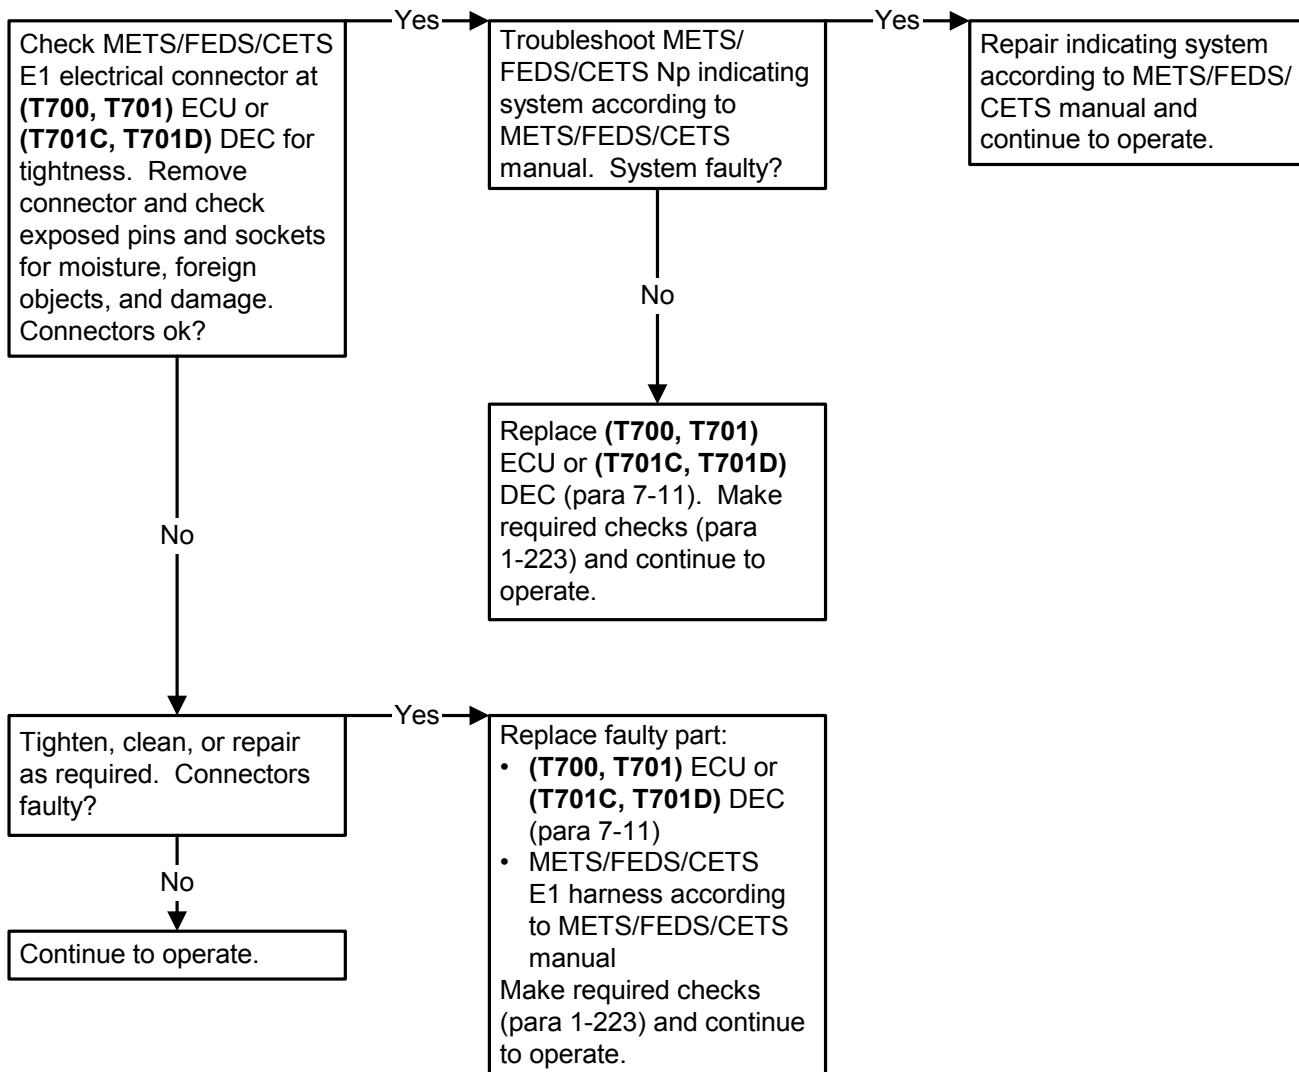 Check METS/FEDS/CETS
E1 electrical connector at
(T700, T701) ECU or
(T701C, T701D) DEC for
tightness.  Remove
connector and check
exposed pins and sockets
for moisture, foreign
objects, and damage.
Connectors ok?
Yes
Troubleshoot METS/
FEDS/CETS Np indicating
system according to
METS/FEDS/CETS
manual.  System faulty?
Yes
Repair indicating system
according to METS/FEDS/
CETS manual and
continue to operate.
No
Replace (T700, T701)
ECU or (T701C, T701D)
DEC (para 7-11).  Make
required checks (para
1-223) and continue to
operate.
No
Tighten, clean, or repair
as required.  Connectors
faulty?
Yes
Replace faulty part:
• (T700, T701) ECU or
(T701C, T701D) DEC
(para 7-11)
• METS/FEDS/CETS
E1 harness according
to METS/FEDS/CETS
manual
Make required checks
(para 1-223) and continue
to operate.
No
Continue to operate.